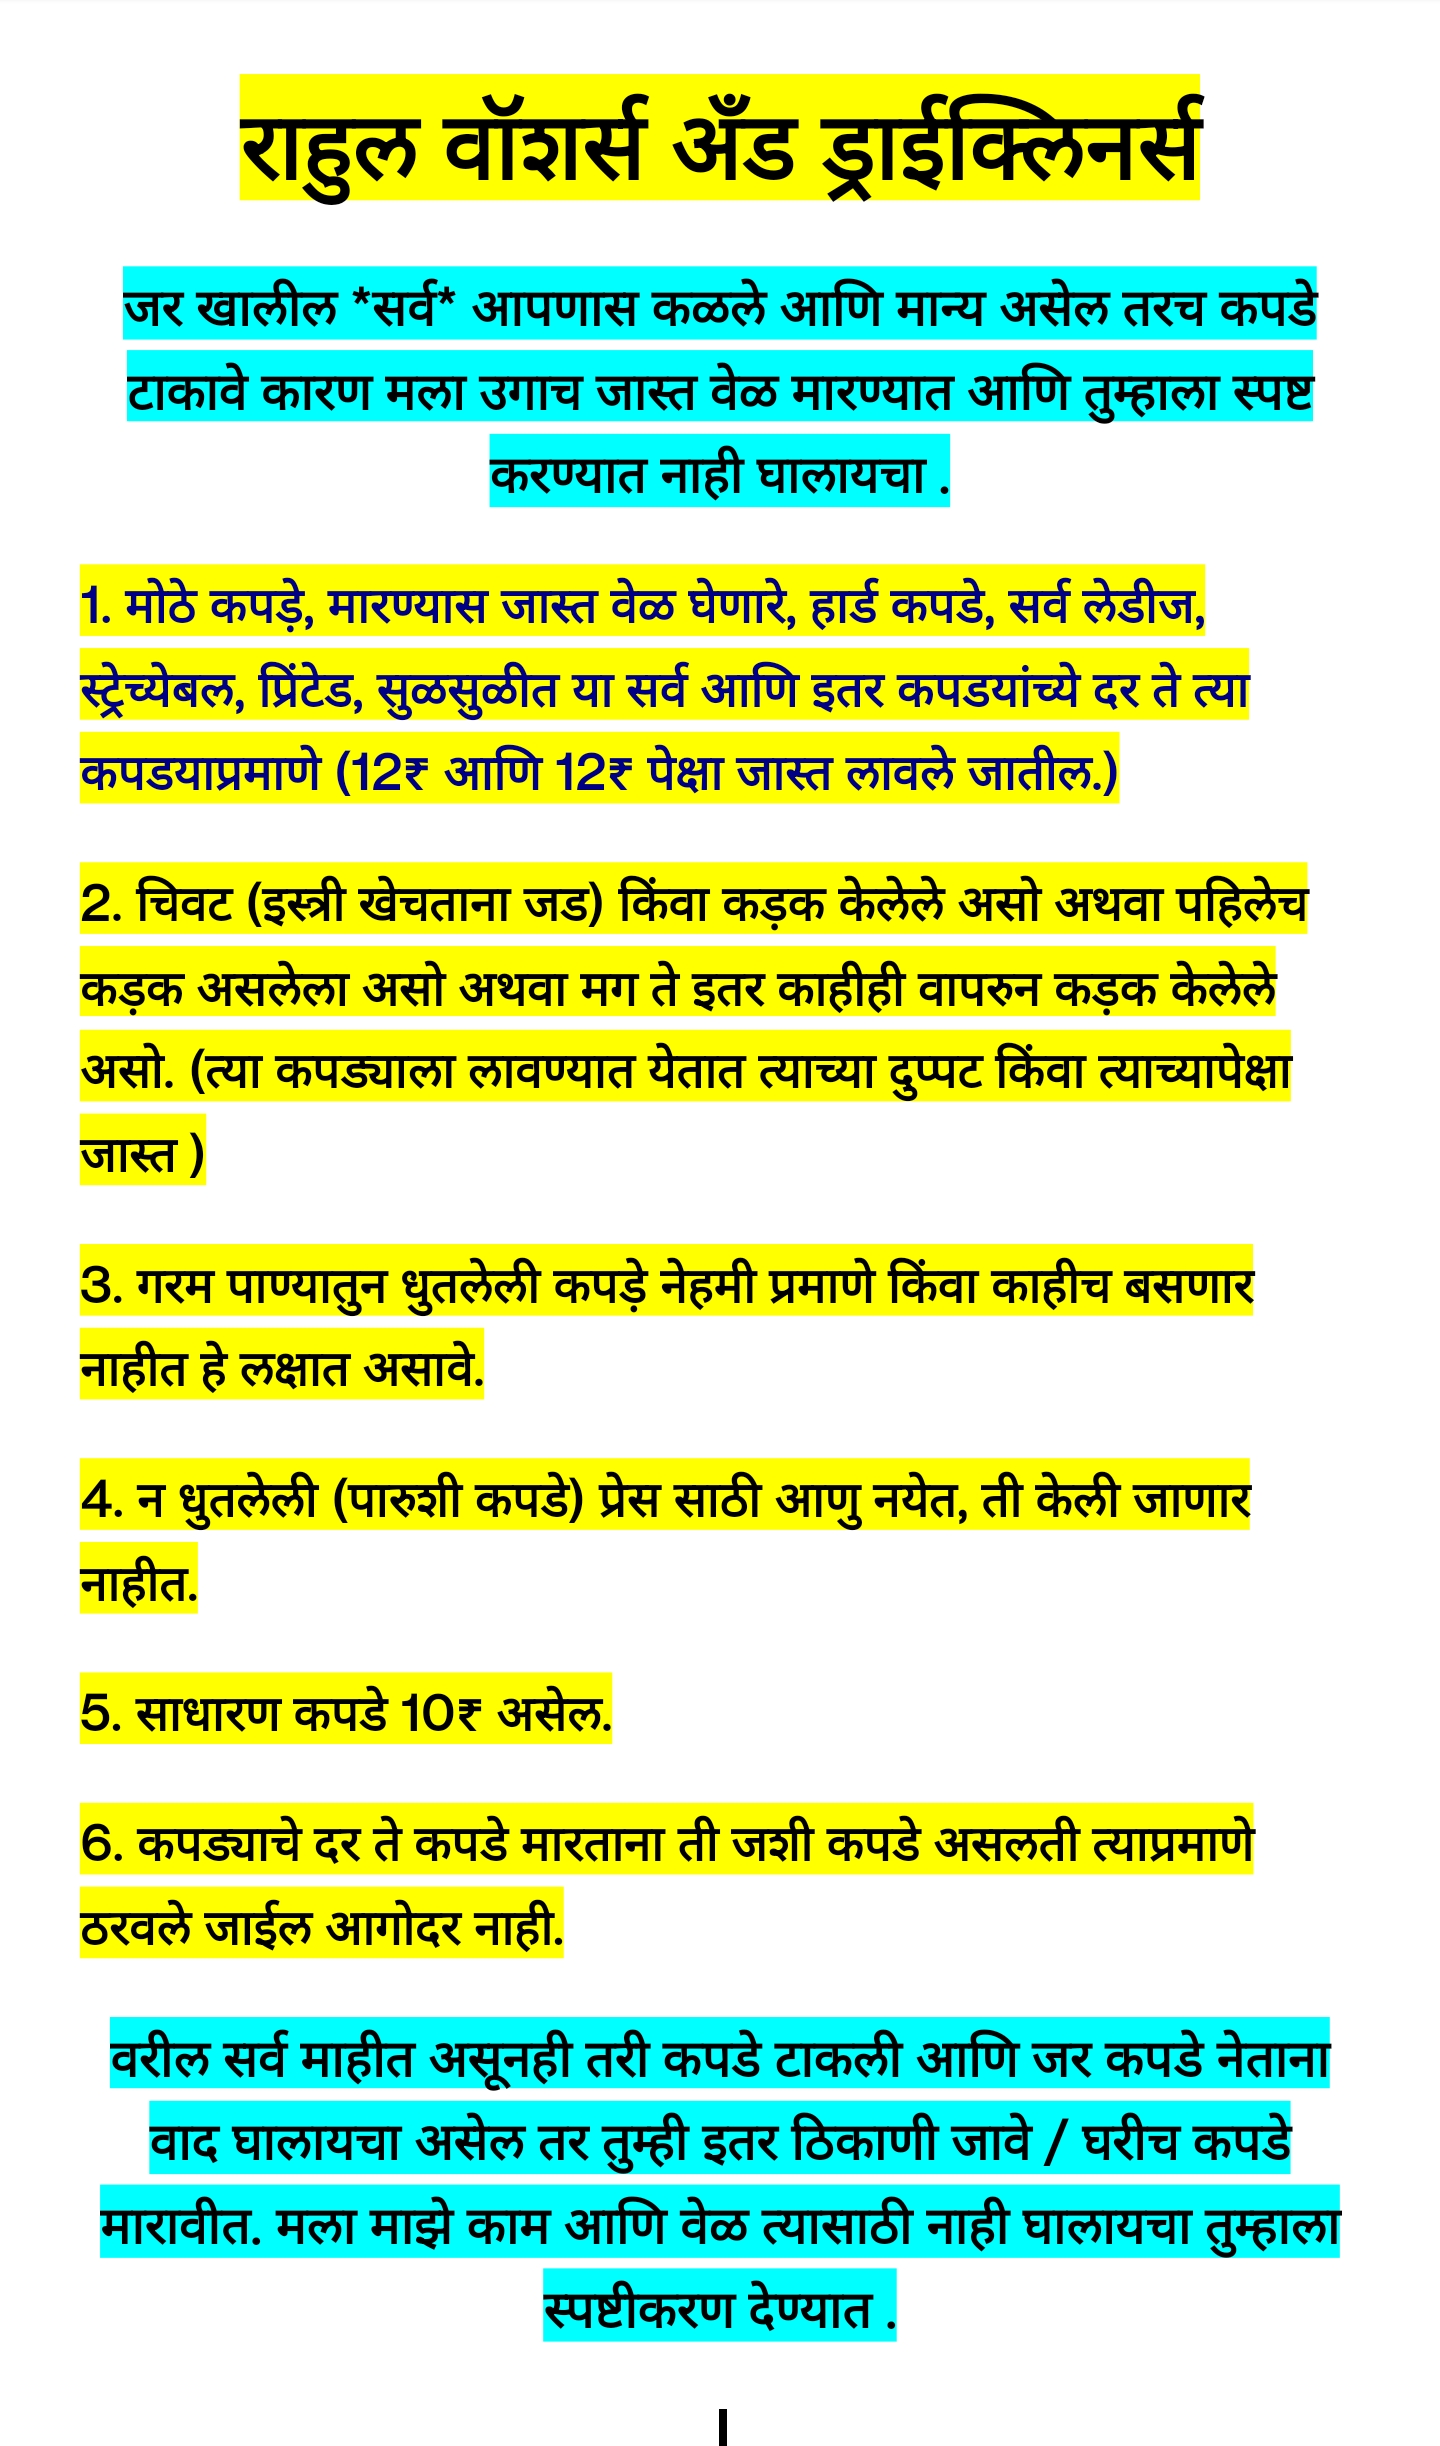 राहुल वॉशर्स अँड ड्राईक्लिनर्स
जर खालील *सर्व* आपणास कळले आणि मान्य असेल तरच कपडे
टाकावे कारण मला उगाच जास्त वेळ मारण्यात आणि तुम्हाला स्पष्ट
करण्यात नाही घालायचा .
1. मोठे कपड़े, मारण्यास जास्त वेळ घेणारे, हार्ड कपडे, सर्व लेडीज,
स्ट्रेच्येबल, प्रिंटेड, सुळसुळीत या सर्व आणि इतर कपडयांच्ये दर ते त्या
कपडयाप्रमाणे (12₹ आणि 12₹ पेक्षा जास्त लावले जातील.)
2. चिवट (इस्त्री खेचताना जड) किंवा कड़क केलेले असो अथवा पहिलेच
कड़क असलेला असो अथवा मग ते इतर काहीही वापरुन कड़क केलेले
असो. (त्या कपड्याला लावण्यात येतात त्याच्या दुप्पट किंवा त्याच्यापेक्षा
जास्त )
3. गरम पाण्यातुन धुतलेली कपड़े नेहमी प्रमाणे किंवा काहीच बसणार
नाहीत हे लक्षात असावे.
4. न धुतलेली (पारुशी कपडे) प्रेस साठी आणु नयेत, ती केली जाणार
नाहीत.
5. साधारण कपडे 10₹ असेल.
6. कपड्याचे दर ते कपडे मारताना ती जशी कपडे असलती त्याप्रमाणे
ठरवले जाईल आगोदर नाही.
वरील सर्व माहीत असूनही तरी कपडे टाकली आणि जर कपडे नेताना
वाद घालायचा असेल तर तुम्ही इतर ठिकाणी जावे / घरीच कपडे
मारावीत. मला माझे काम आणि वेळ त्यासाठी नाही घालायचा तुम्हाला
स्पष्टीकरण देण्यात .